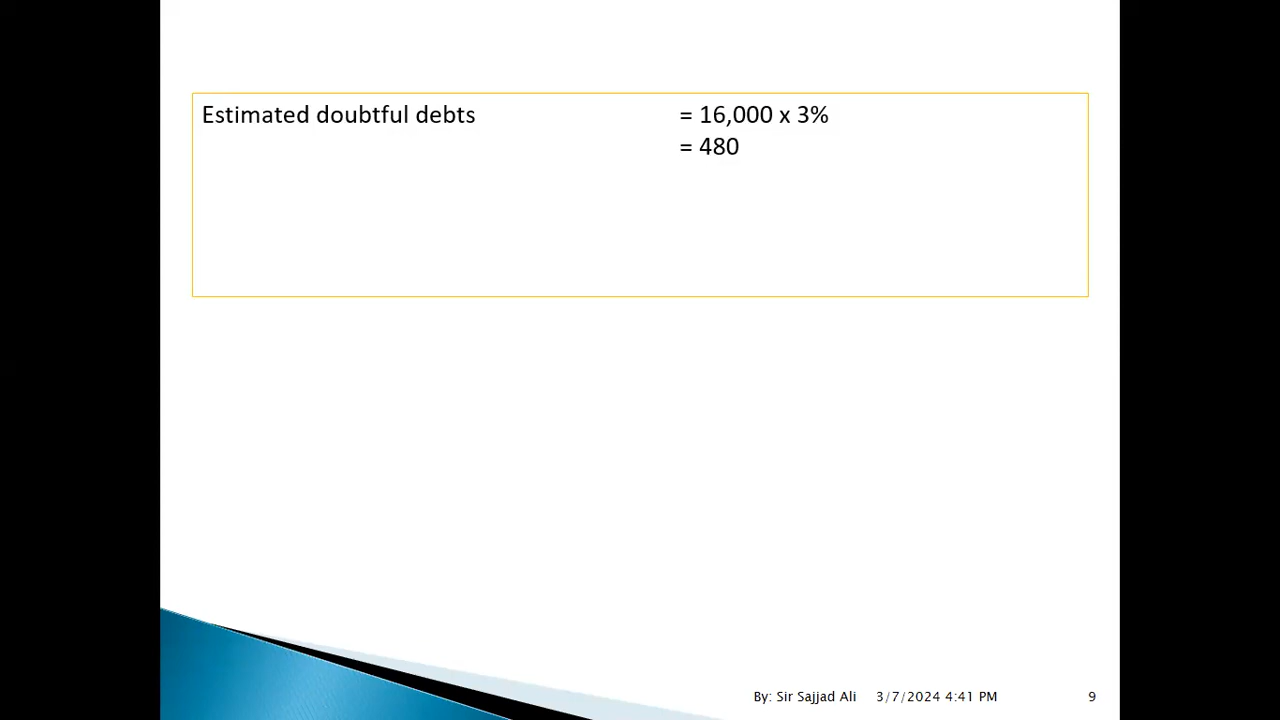 Estimated doubtful debts = 16,000 x 3%
= 480
By: Sir Sajjad Ali 3/7/2024 4:41 PM 9